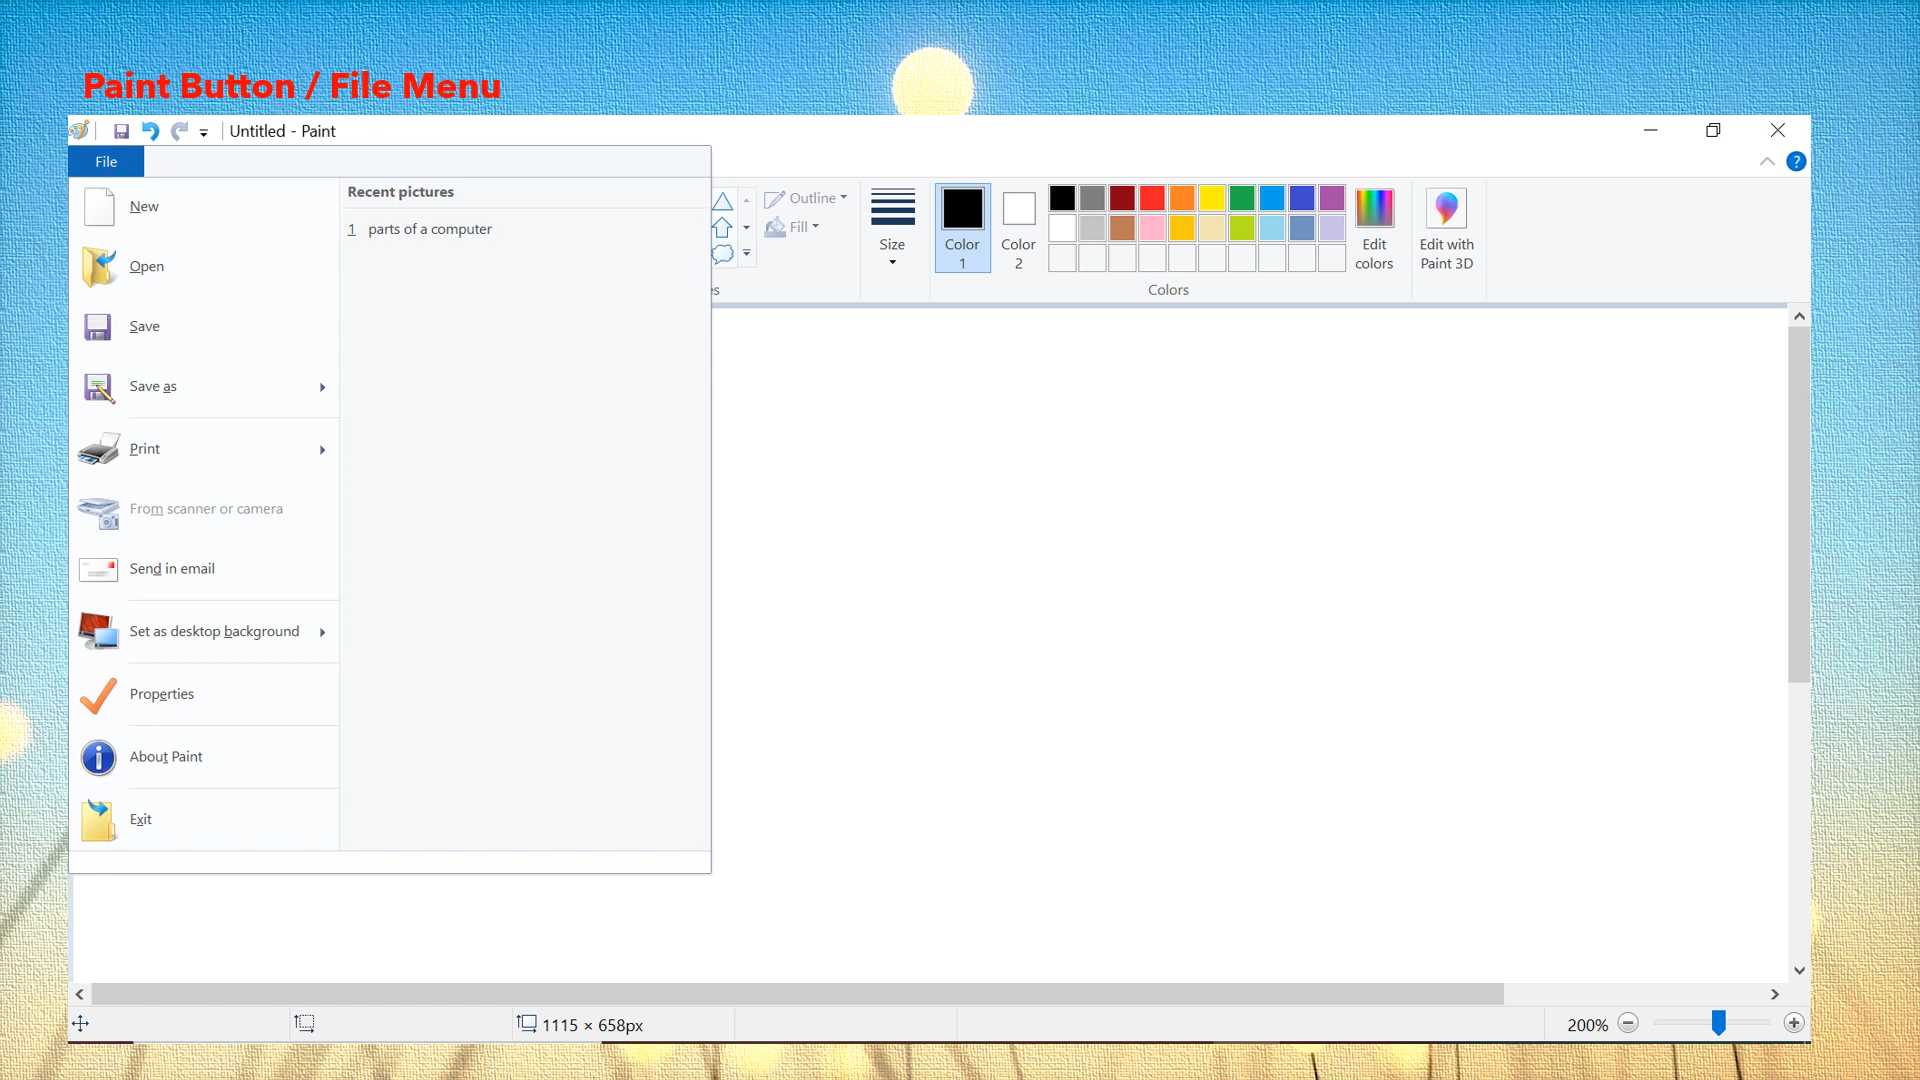 Paint Button / File Menu
Untitled - Paint
File
?
New
Open
Save
Save as
Print
From scanner or camera
Send in email
Set as desktop background
Properties
About Paint
Exit
Recent pictures
1 parts of a computer
Outline
Fill
es
Size
Color 1
Color 2
Edit colors
Edit with Paint 3D
Colors
1115 × 658px
200%